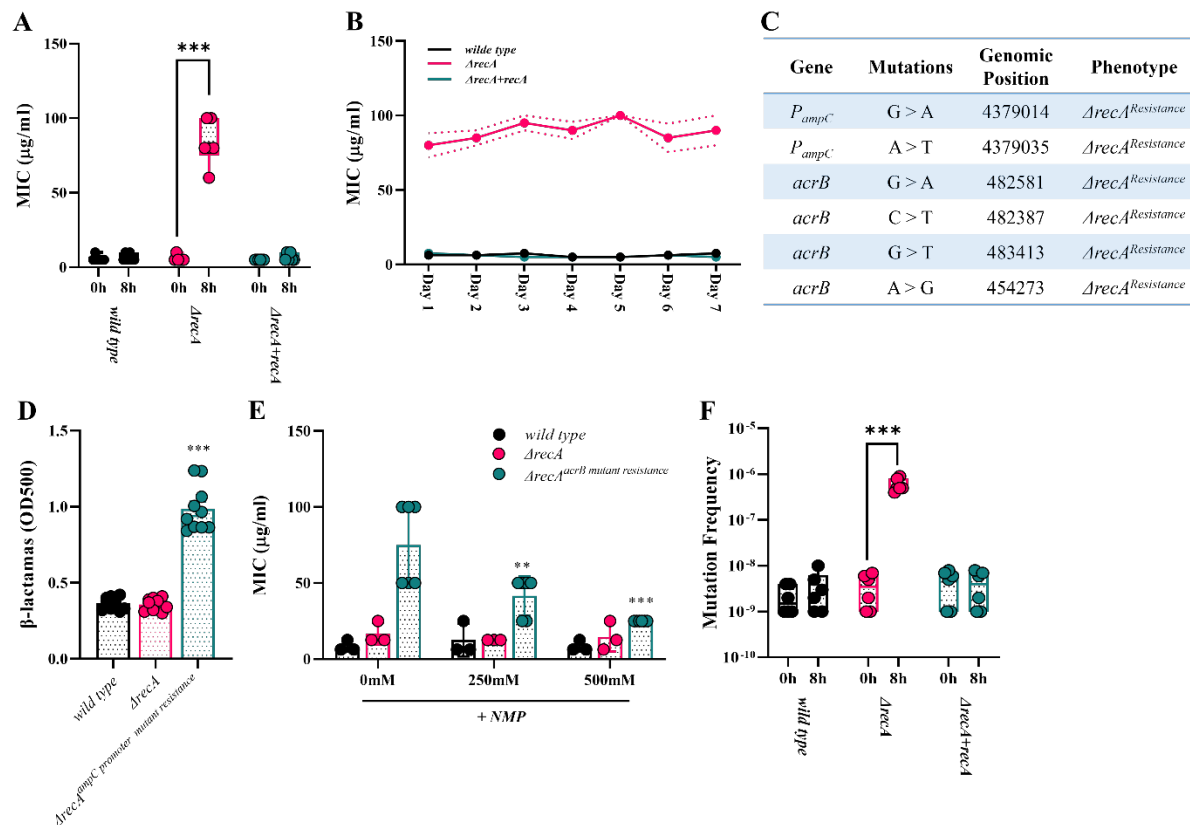 A
MIC (µg/ml)
150
100
50
0
***
0h 8h 0h 8h 0h 8h
wild type
ΔrecA
ΔrecA+recA
B
MIC (µg/ml)
150
100
50
0
wilde type
ΔrecA
ΔrecA+recA
Day 1
Day 2
Day 3
Day 4
Day 5
Day 6
Day 7
C
Gene Mutations Genomic Position Phenotype
P_ampC G > A 4379014 ΔrecA^Resistance
P_ampC A > T 4379035 ΔrecA^Resistance
acrB G > A 482581 ΔrecA^Resistance
acrB C > T 482387 ΔrecA^Resistance
acrB G > T 483413 ΔrecA^Resistance
acrB A > G 454273 ΔrecA^Resistance
D
β-lactamas (OD500)
1.5
1.0
0.5
0.0
***
wild type
ΔrecA
ΔrecA^ampC promoter mutant resistance
E
MIC (µg/ml)
150
100
50
0
wild type
ΔrecA
ΔrecA^acrB mutant resistance
**
***
0mM 250mM 500mM
+ NMP
F
Mutation Frequency
10^-5
10^-6
10^-7
10^-8
10^-9
10^-10
***
0h 8h 0h 8h 0h 8h
wild type
ΔrecA
ΔrecA+recA